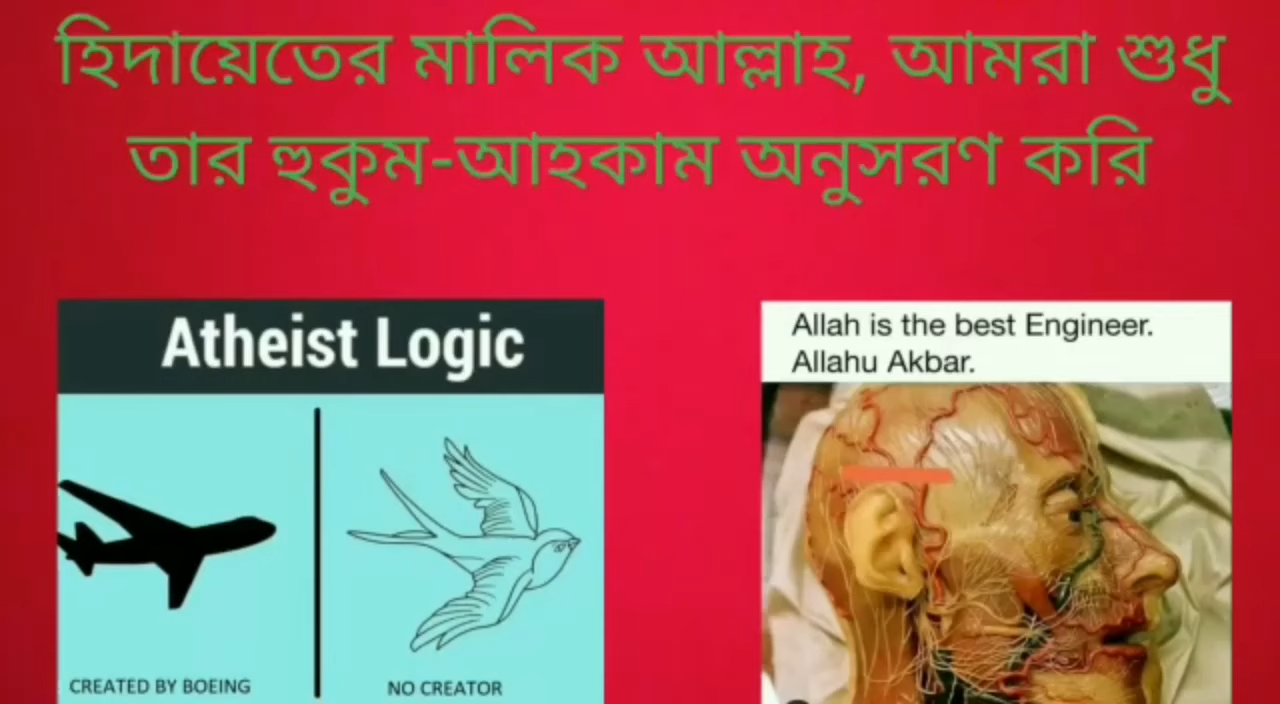 হিদায়েতের মালিক আল্লাহ, আমরা শুধু
তার হুকুম-আহকাম অনুসরণ করি
Atheist Logic
CREATED BY BOEING
NO CREATOR
Allah is the best Engineer.
Allahu Akbar.